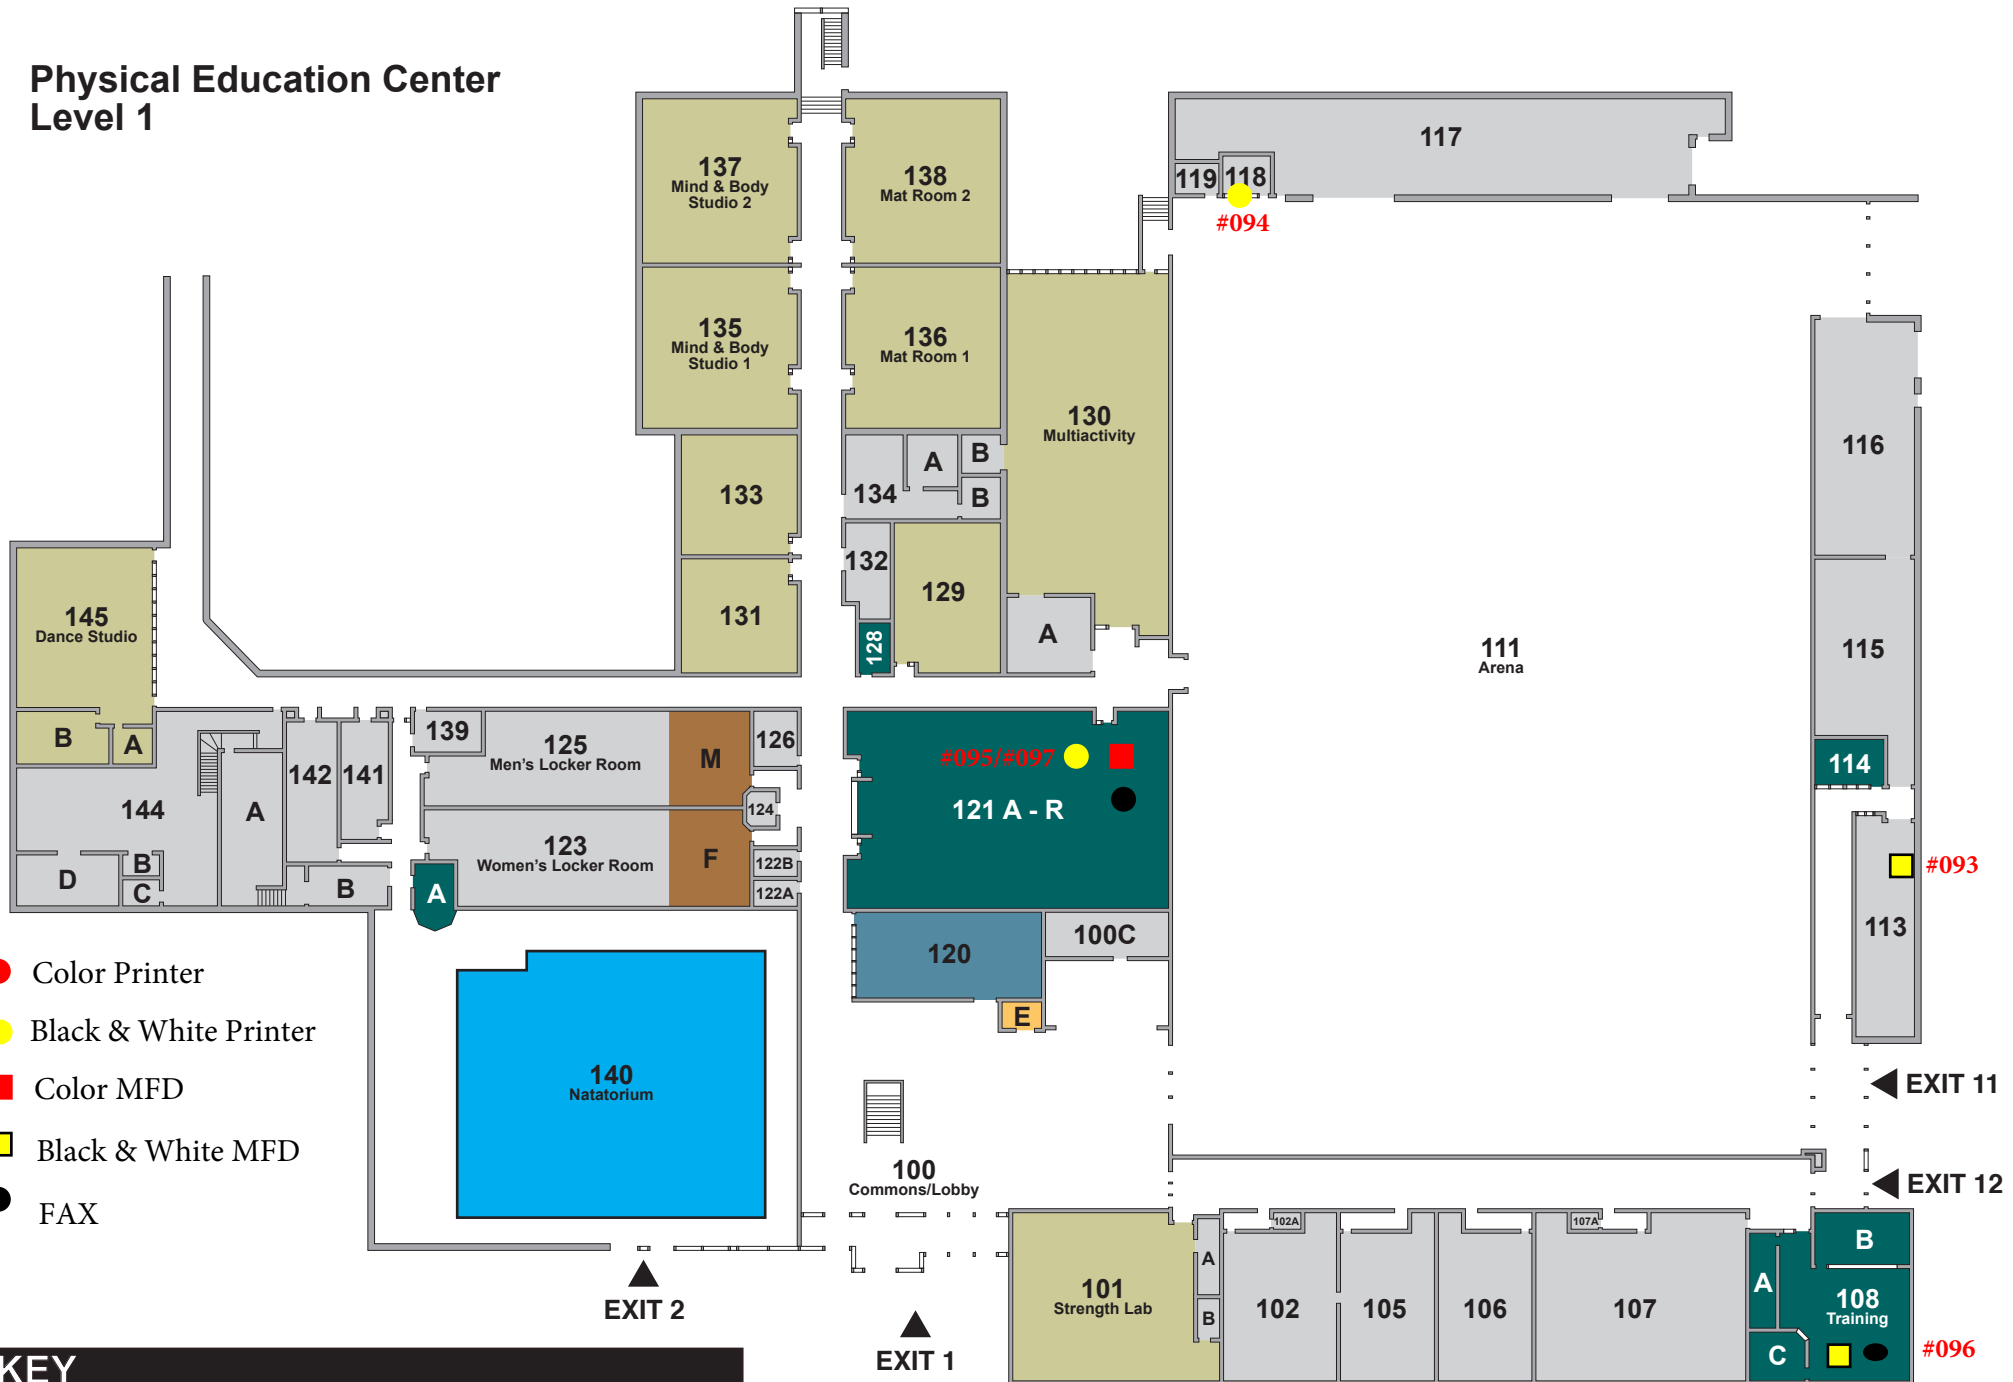 Physical Education Center
Level 1
137
Mind & Body
Studio 2
138
Mat Room 2
117
119
118
#094
135
Mind & Body
Studio 1
136
Mat Room 1
130
Multiactivity
116
133
134
A
B
B
132
129
131
128
A
111
Arena
115
145
Dance Studio
B
A
139
125
Men's Locker Room
M
126
#095/#097
114
142
141
144
A
124
121 A - R
123
Women's Locker Room
F
122B
122A
#093
D
B
C
B
A
113
120
100C
E
Color Printer
Black & White Printer
Color MFD
Black & White MFD
FAX
140
Natatorium
EXIT 11
100
Commons/Lobby
EXIT 12
102A
107A
101
Strength Lab
A
B
102
105
106
107
A
B
108
Training
C
#096
EXIT 2
EXIT 1
KEY